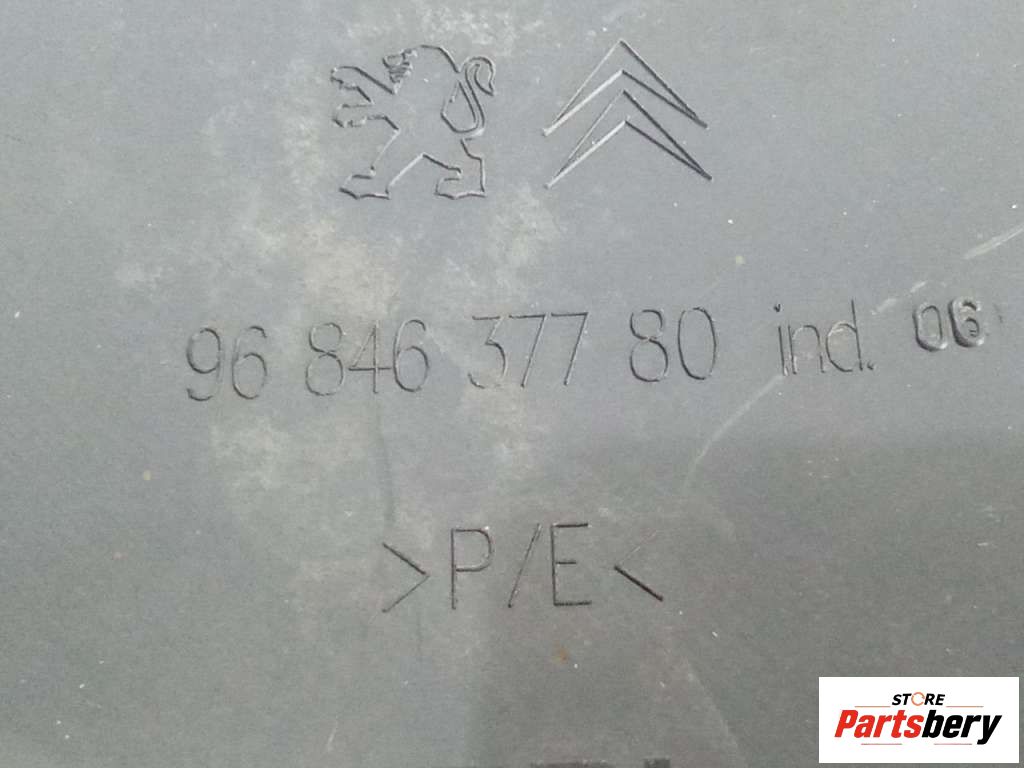 96 846 377 80 ind. 06
>P/E<
STORE
Partsbery